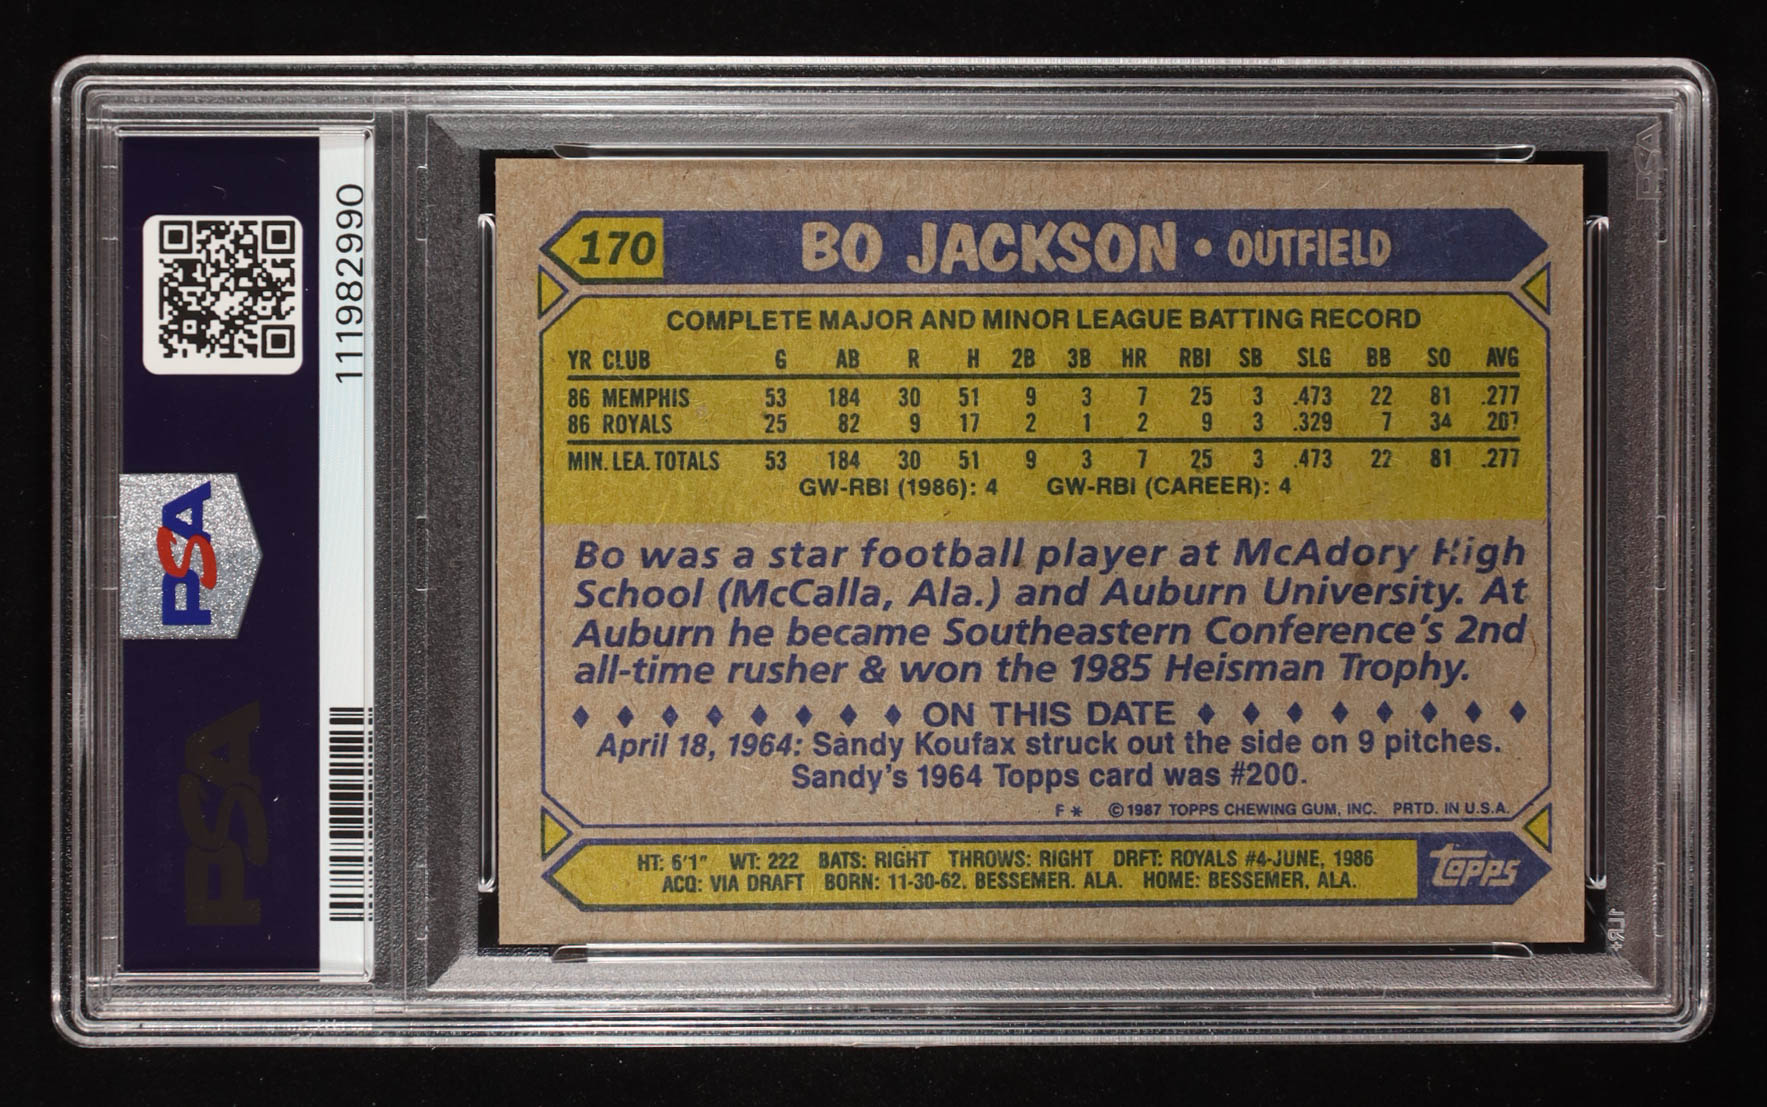 111982990
PSA
PSA
PSA
170 BO JACKSON • OUTFIELD
COMPLETE MAJOR AND MINOR LEAGUE BATTING RECORD
YR CLUB G AB R H 2B 3B HR RBI SB SLG BB SO AVG
86 MEMPHIS 53 184 30 51 9 3 7 25 3 .473 22 81 .277
86 ROYALS 25 82 9 17 2 1 2 9 3 .329 7 34 .207
MIN. LEA. TOTALS 53 184 30 51 9 3 7 25 3 .473 22 81 .277
GW-RBI (1986): 4 GW-RBI (CAREER): 4
Bo was a star football player at McAdory High
School (McCalla, Ala.) and Auburn University. At
Auburn he became Southeastern Conference's 2nd
all-time rusher & won the 1985 Heisman Trophy.
♦ ♦ ♦ ♦ ♦ ♦ ♦ ♦ ON THIS DATE ♦ ♦ ♦ ♦ ♦ ♦ ♦ ♦
April 18, 1964: Sandy Koufax struck out the side on 9 pitches.
Sandy's 1964 Topps card was #200.
F * ©1987 TOPPS CHEWING GUM, INC. PRTD. IN U.S.A.
HT: 6'1" WT: 222 BATS: RIGHT THROWS: RIGHT DRFT: ROYALS #4-JUNE, 1986
ACQ: VIA DRAFT BORN: 11-30-62, BESSEMER, ALA. HOME: BESSEMER, ALA.
topps